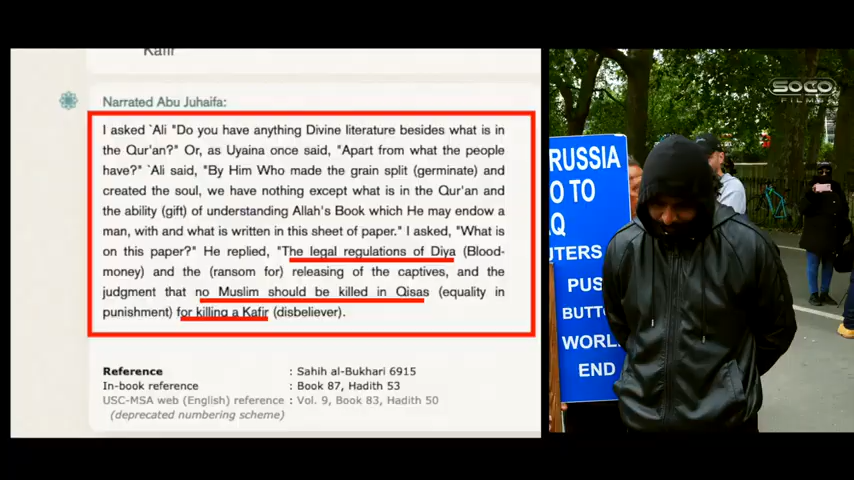 Kafir
Narrated Abu Juhaifa:
I asked `Ali "Do you have anything Divine literature besides what is in
the Qur'an?" Or, as Uyaina once said, "Apart from what the people
have?" `Ali said, "By Him Who made the grain split (germinate) and
created the soul, we have nothing except what is in the Qur'an and
the ability (gift) of understanding Allah's Book which He may endow a
man, with and what is written in this sheet of paper." I asked, "What is
on this paper?" He replied, "The legal regulations of Diya (Blood-
money) and the (ransom for) releasing of the captives, and the
judgment that no Muslim should be killed in Qisas (equality in
punishment) for killing a Kafir (disbeliever).
Reference : Sahih al-Bukhari 6915
In-book reference : Book 87, Hadith 53
USC-MSA web (English) reference : Vol. 9, Book 83, Hadith 50
(deprecated numbering scheme)
SOCO
FILMS
RUSSIA
TO
PUS
WORL
END